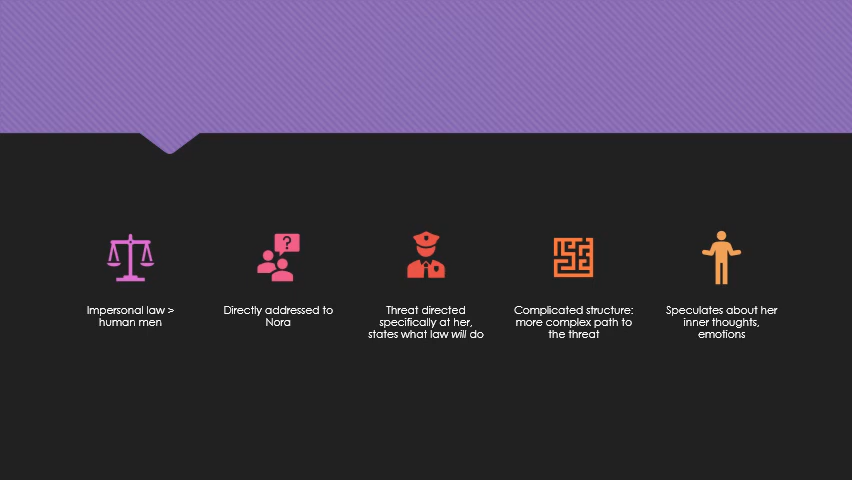 Impersonal law >
human men
Directly addressed to
Nora
Threat directed
specifically at her,
states what law will do
Complicated structure:
more complex path to
the threat
Speculates about her
inner thoughts,
emotions
?